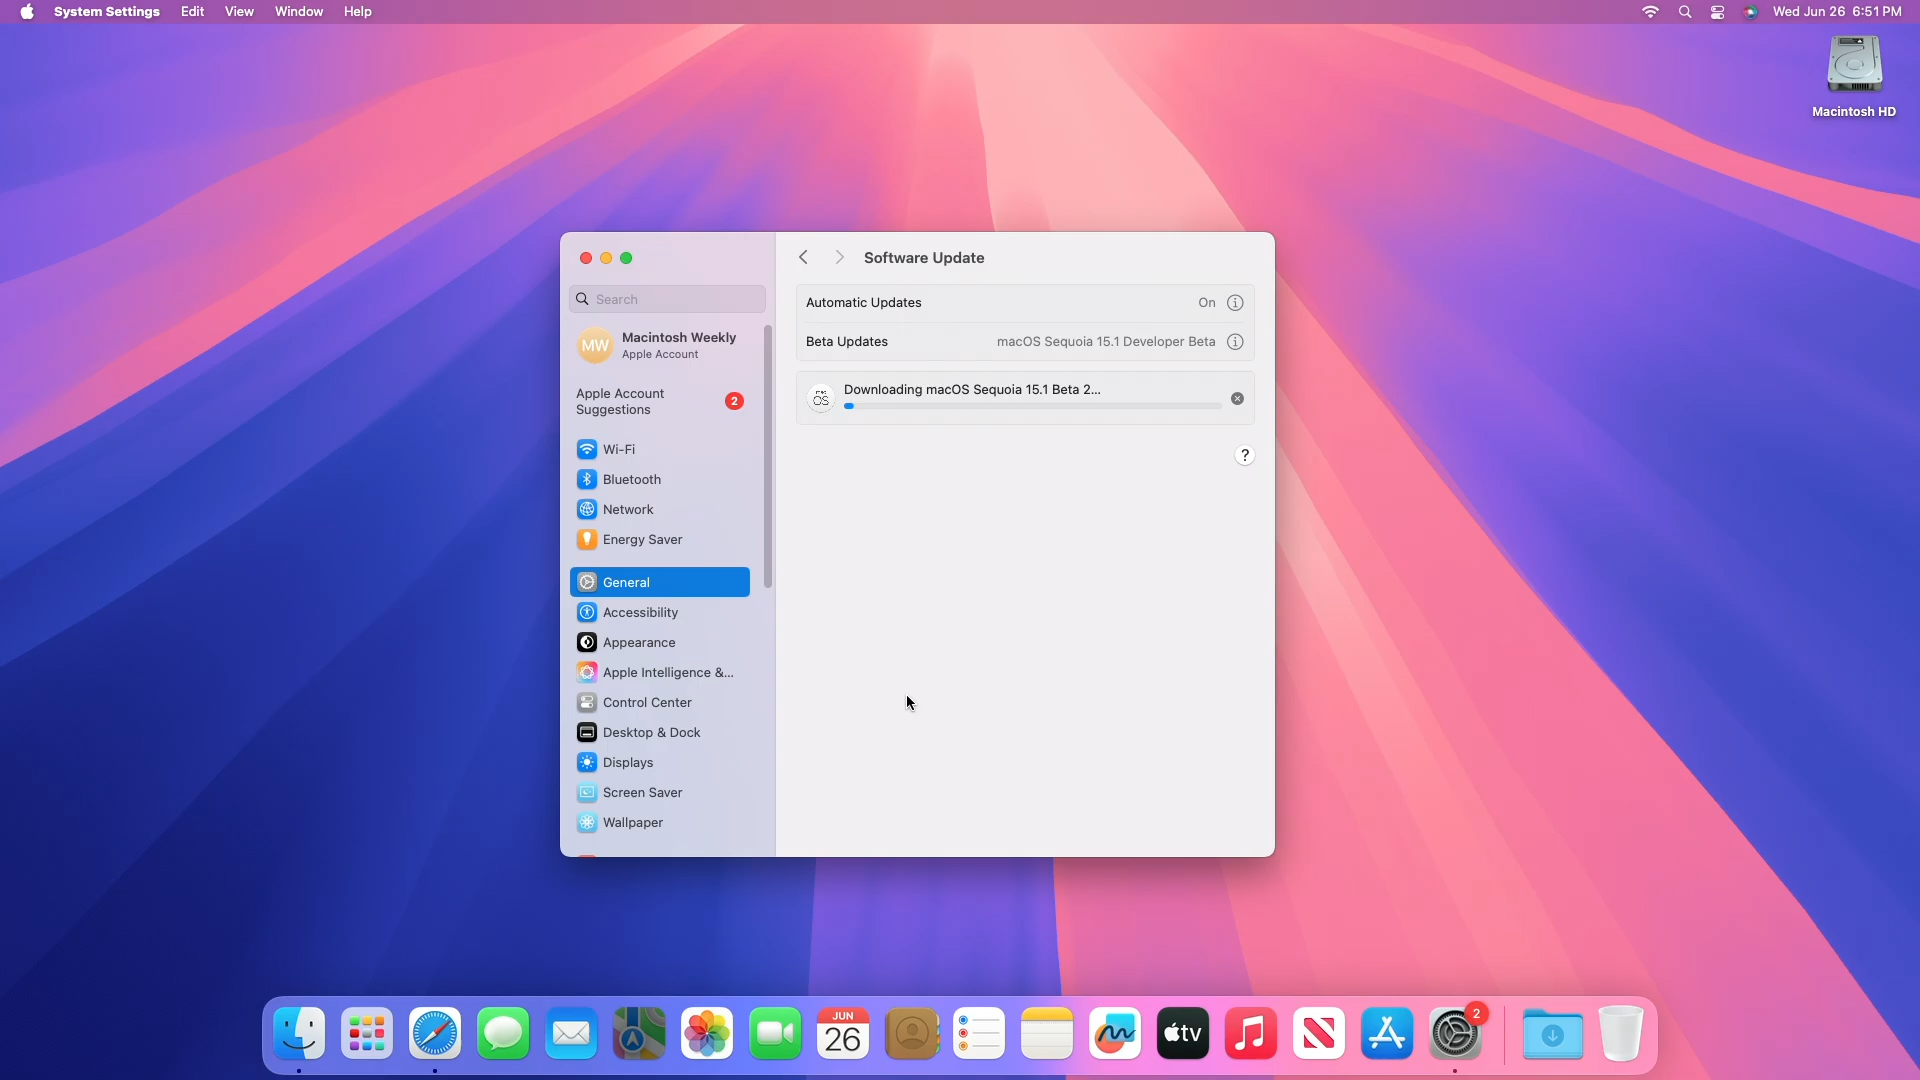 System Settings Edit View Window Help
Wed Jun 26 6:51 PM
Macintosh HD
Search
MW
Macintosh Weekly
Apple Account
Apple Account
Suggestions
2
Wi-Fi
Bluetooth
Network
Energy Saver
General
Accessibility
Appearance
Apple Intelligence &...
Control Center
Desktop & Dock
Displays
Screen Saver
Wallpaper
Software Update
Automatic Updates On
Beta Updates macOS Sequoia 15.1 Developer Beta
mac
OS
Downloading macOS Sequoia 15.1 Beta 2...
?
JUN
26
tv
2